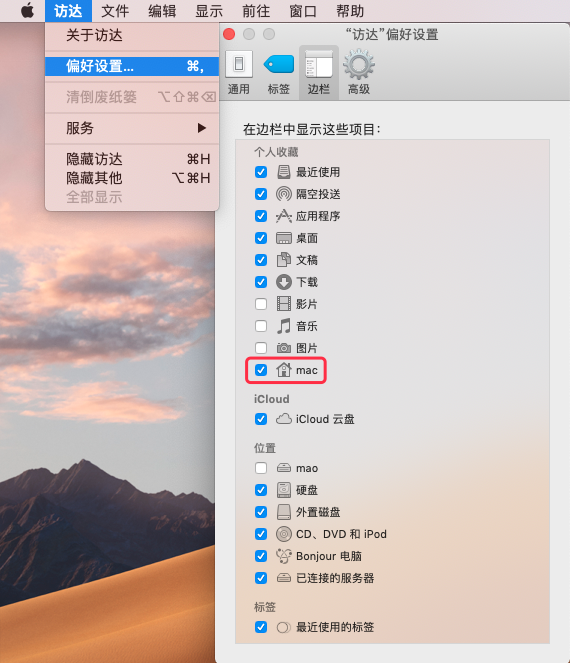 访达 文件 编辑 显示 前往 窗口 帮助
关于访达
偏好设置... ⌘,
清倒废纸篓 ⌥⇧⌘⌫
服务 ▶
隐藏访达 ⌘H
隐藏其他 ⌥⌘H
全部显示
“访达”偏好设置
通用 标签 边栏 高级
在边栏中显示这些项目：
个人收藏
最近使用
隔空投送
应用程序
桌面
文稿
下载
影片
音乐
图片
mac
iCloud
iCloud 云盘
位置
mao
硬盘
外置磁盘
CD、DVD 和 iPod
Bonjour 电脑
已连接的服务器
标签
最近使用的标签